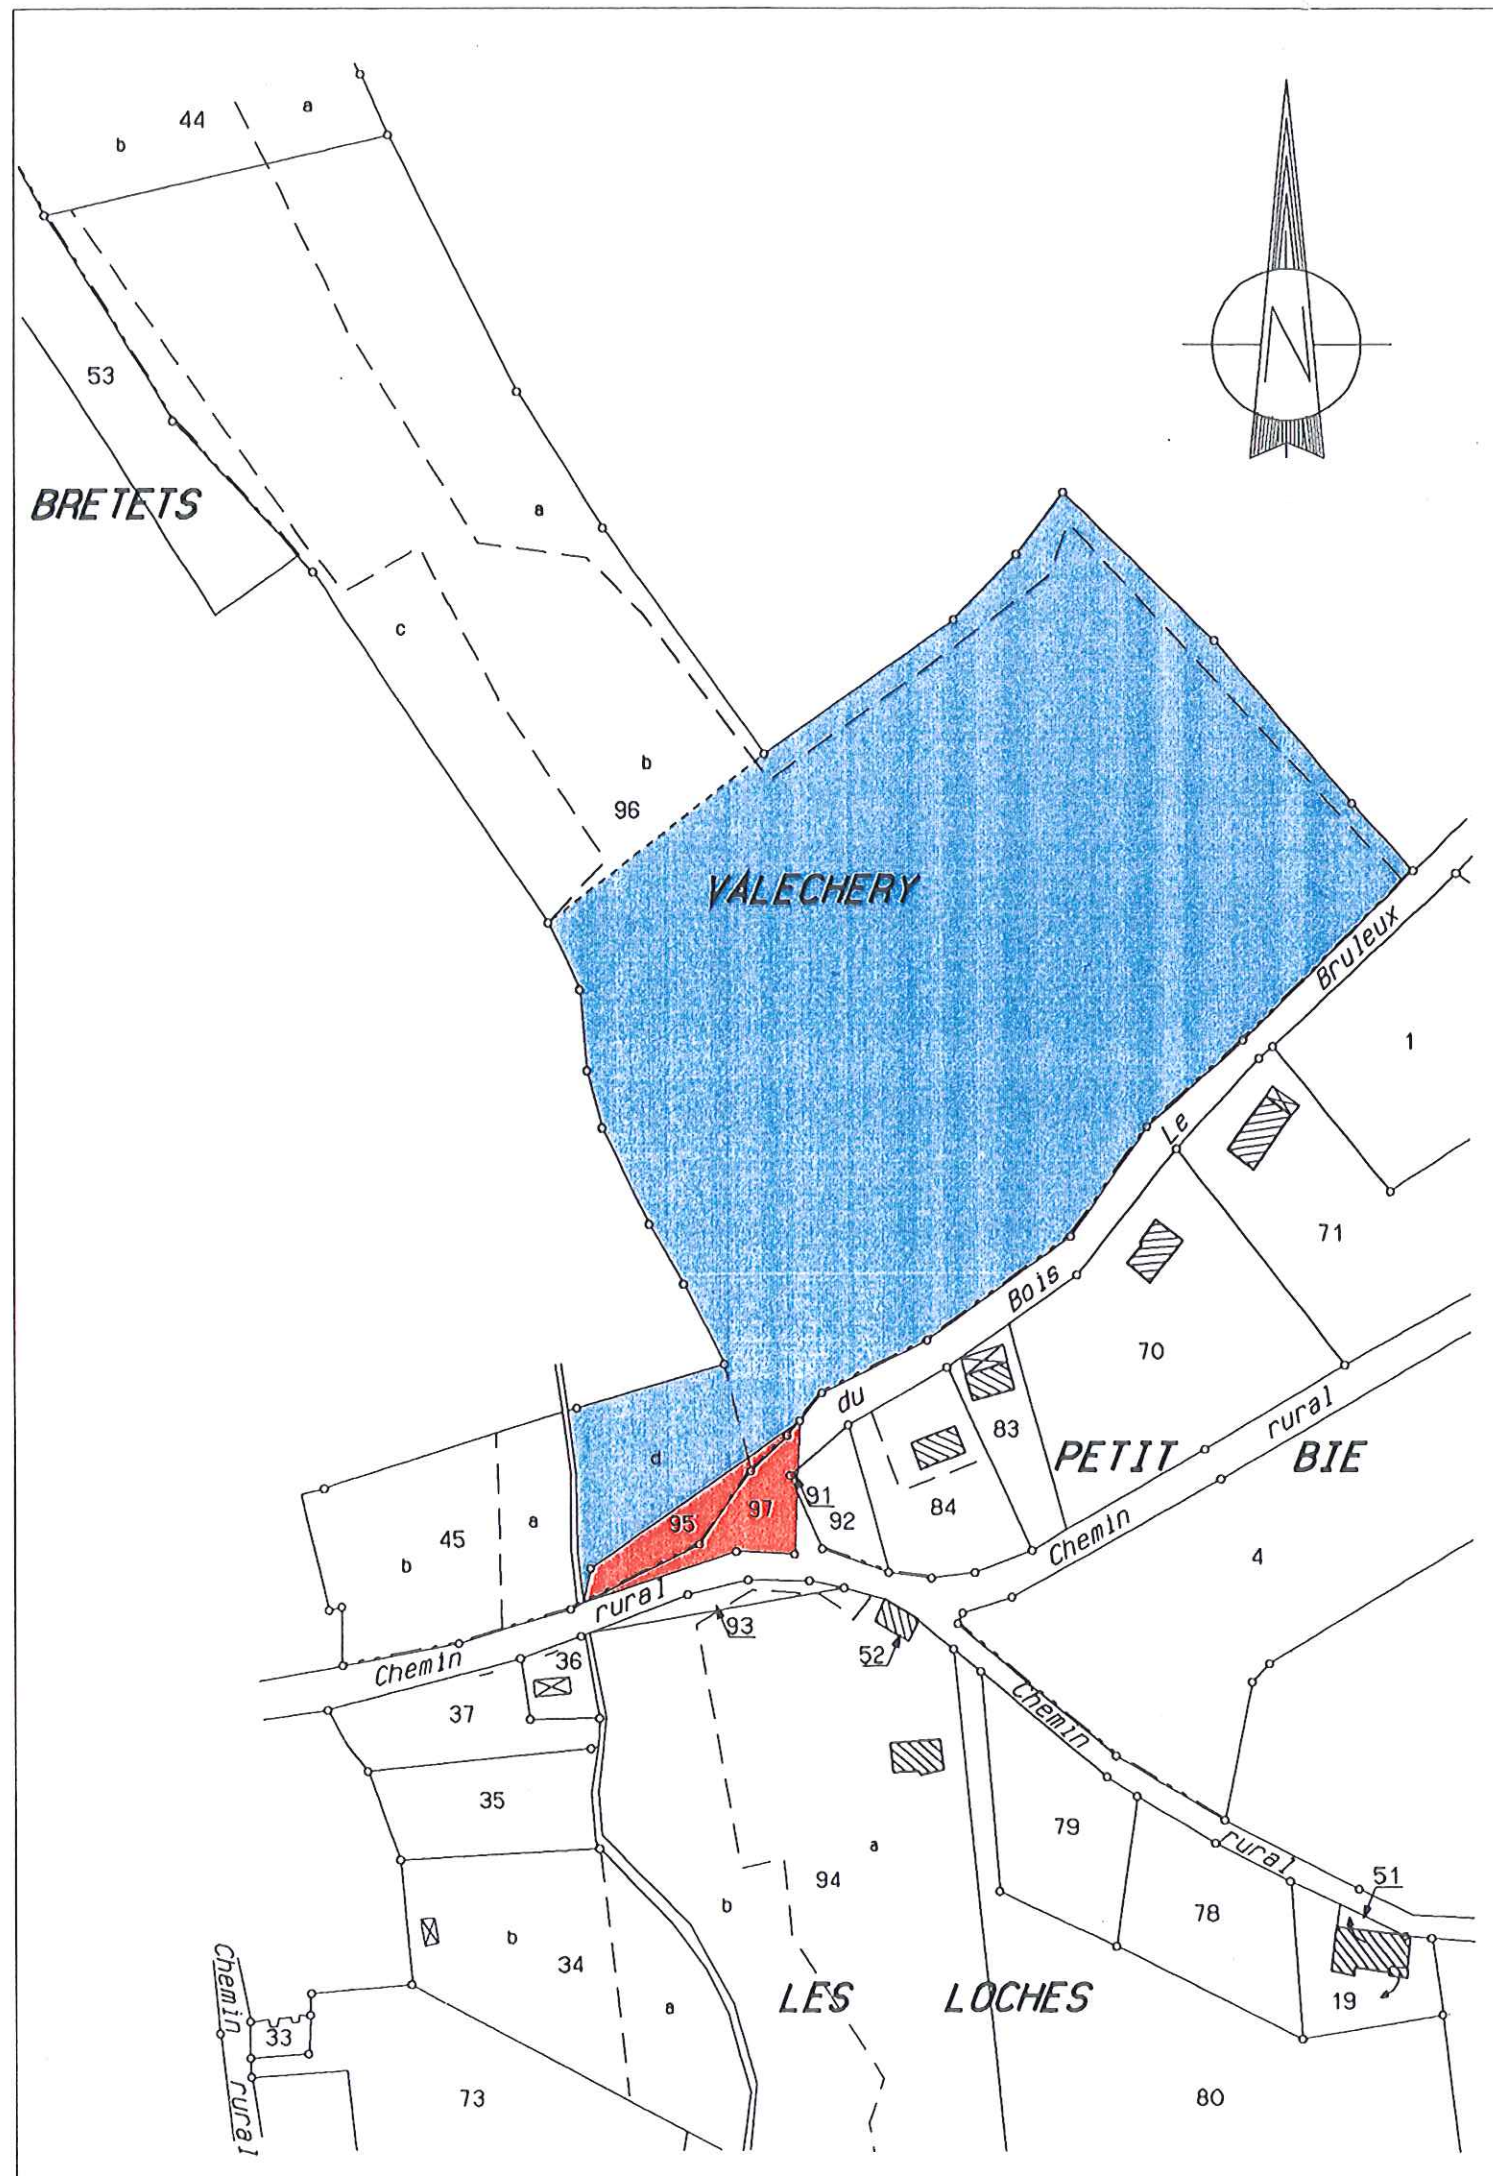 44
a
b
N
53
BRETETS
a
c
b
96
VALECHERY
Chemin rural du Bois Le Bruleux
1
71
70
83
84
92
91
PETIT BIE
Chemin rural
4
d
95
97
45
a
b
93
52
36
37
35
b
34
a
Chemin rural
33
73
a
94
b
79
78
Chemin rural
51
19
LES LOCHES
80